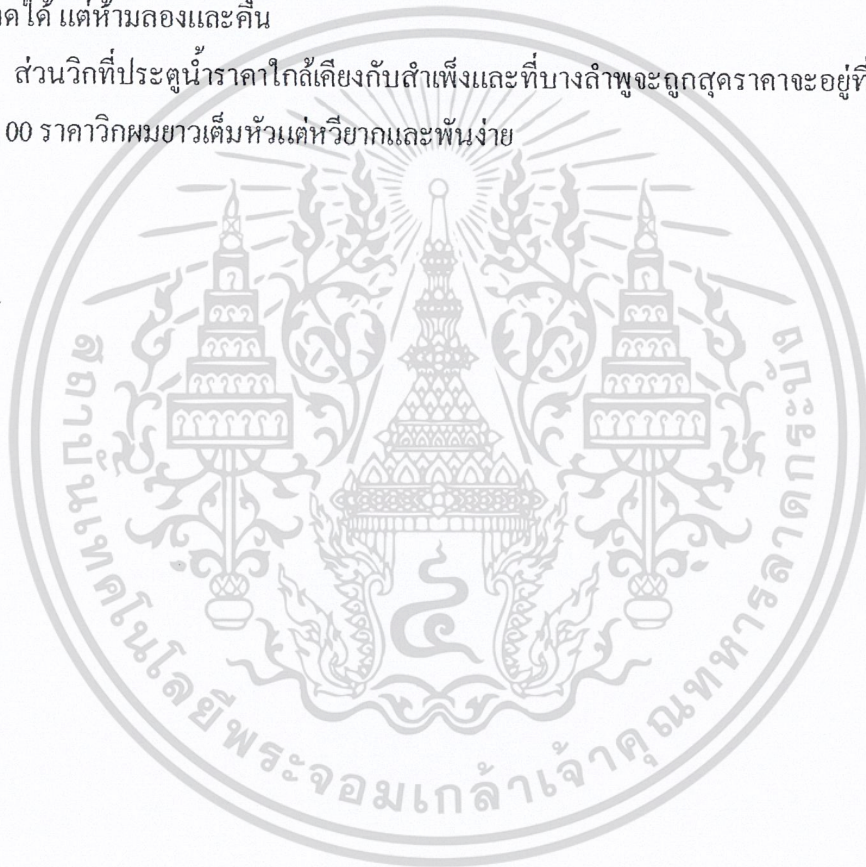 ได้ แต่ห้ามลองและคืน
ส่วนวิกที่ประตูน้ำราคาใกล้เคียงกับสำเพ็งและที่บางลำพูจะถูกสุดราคาจะอยู่ที่
00 ราคาวิกผมยาวเต็มหัวแต่หวียากและพันง่าย
๔
สถาบันเทคโนโลยีพระจอมเกล้าเจ้าคุณทหารลาดกระบัง